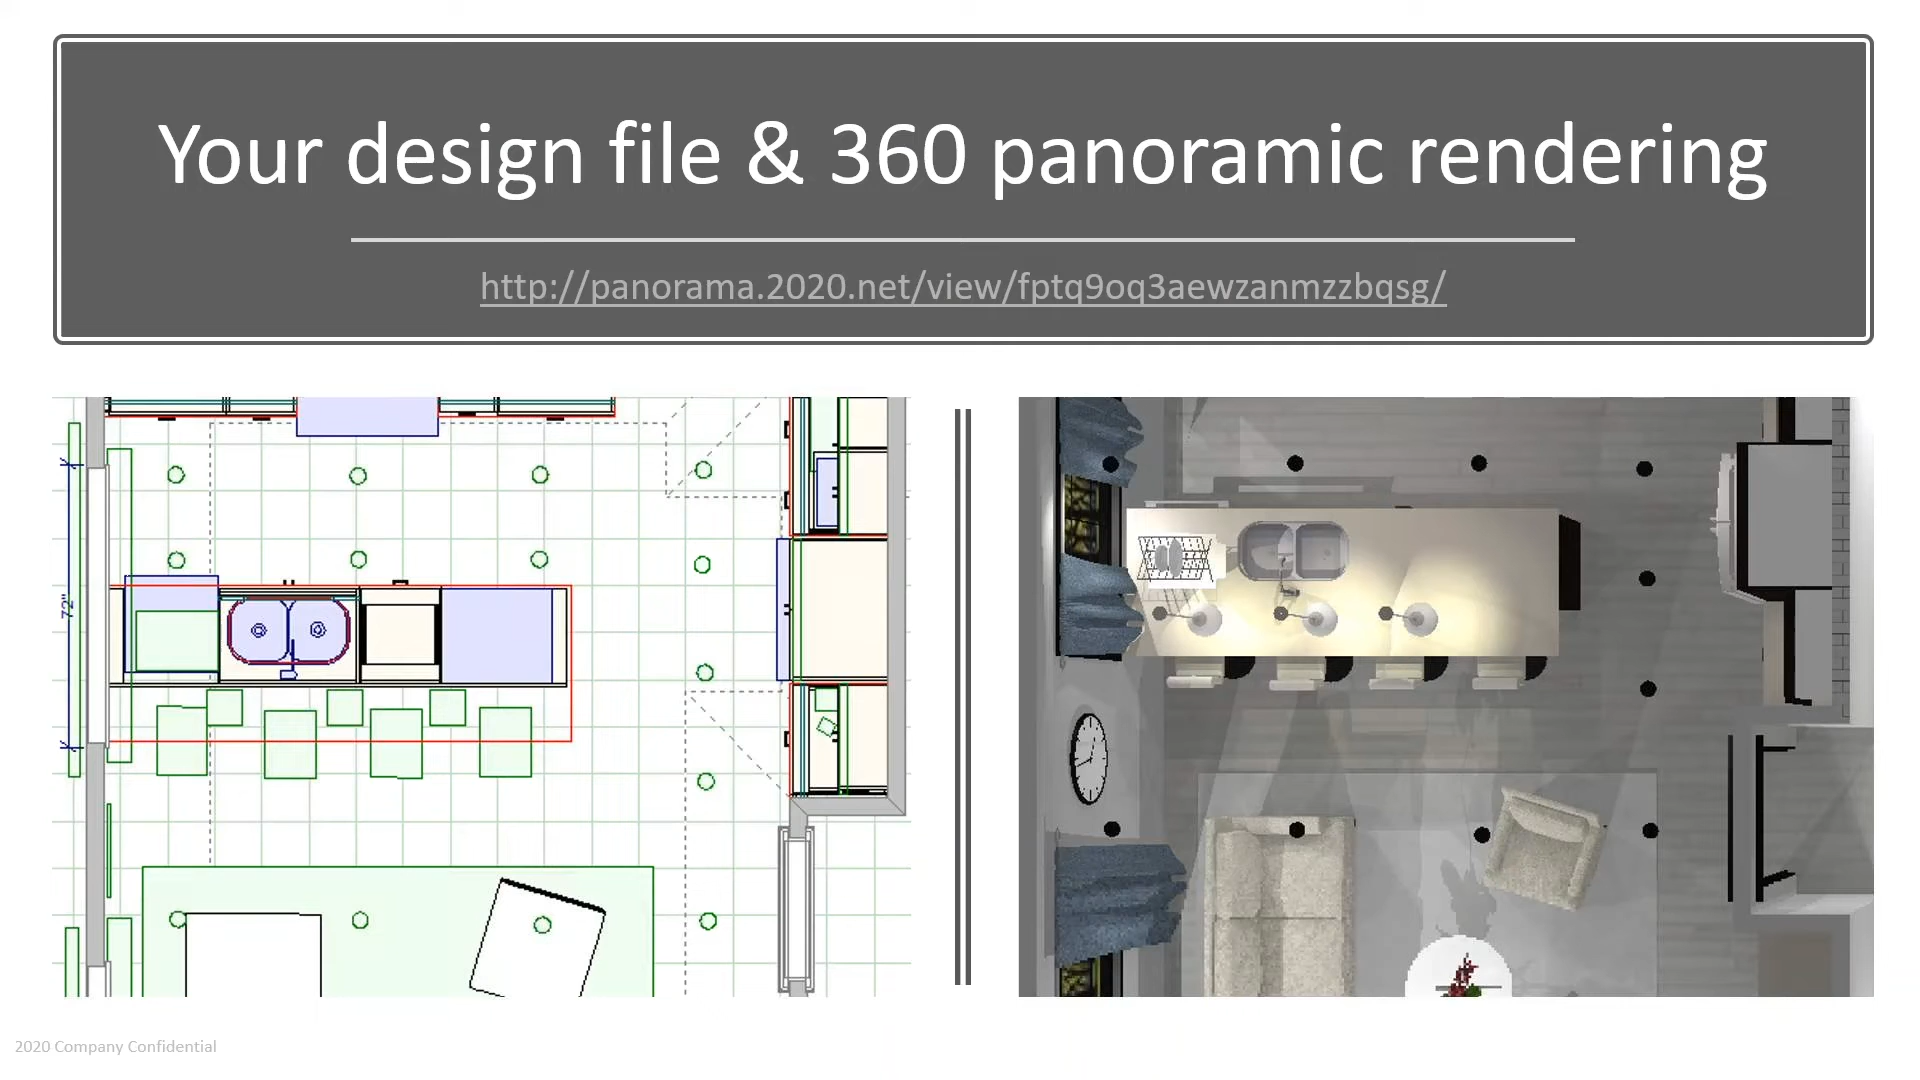 Your design file & 360 panoramic rendering
http://panorama.2020.net/view/fptq9oq3aewzanmzzbqsg/
72"
2020 Company Confidential